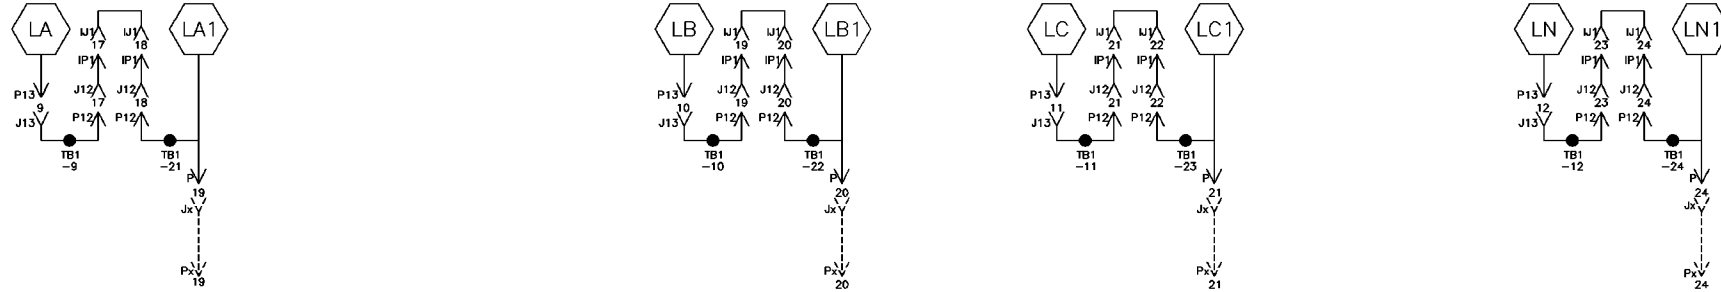 LA IJ1 IJ1 LA1 LB IJ1 IJ1 LB1 LC IJ1 IJ1 LC1 LN IJ1 IJ1 LN1
17 18 19 20 21 22 23 24
IP1 IP1 IP1 IP1 IP1 IP1 IP1 IP1
P13 J12 J12 P13 J12 J12 P13 J12 J12 P13 J12 J12
9 17 18 10 19 20 11 21 22 12 23 24
J13 P12 P12 J13 P12 P12 J13 P12 P12 J13 P12 P12
TB1 TB1 TB1 TB1 TB1 TB1 TB1 TB1
-9 -21 -10 -22 -11 -23 -12 -24
P P P P
19 20 21 24
Jx Jx Jx Jx
Px Px Px Px
19 20 21 24